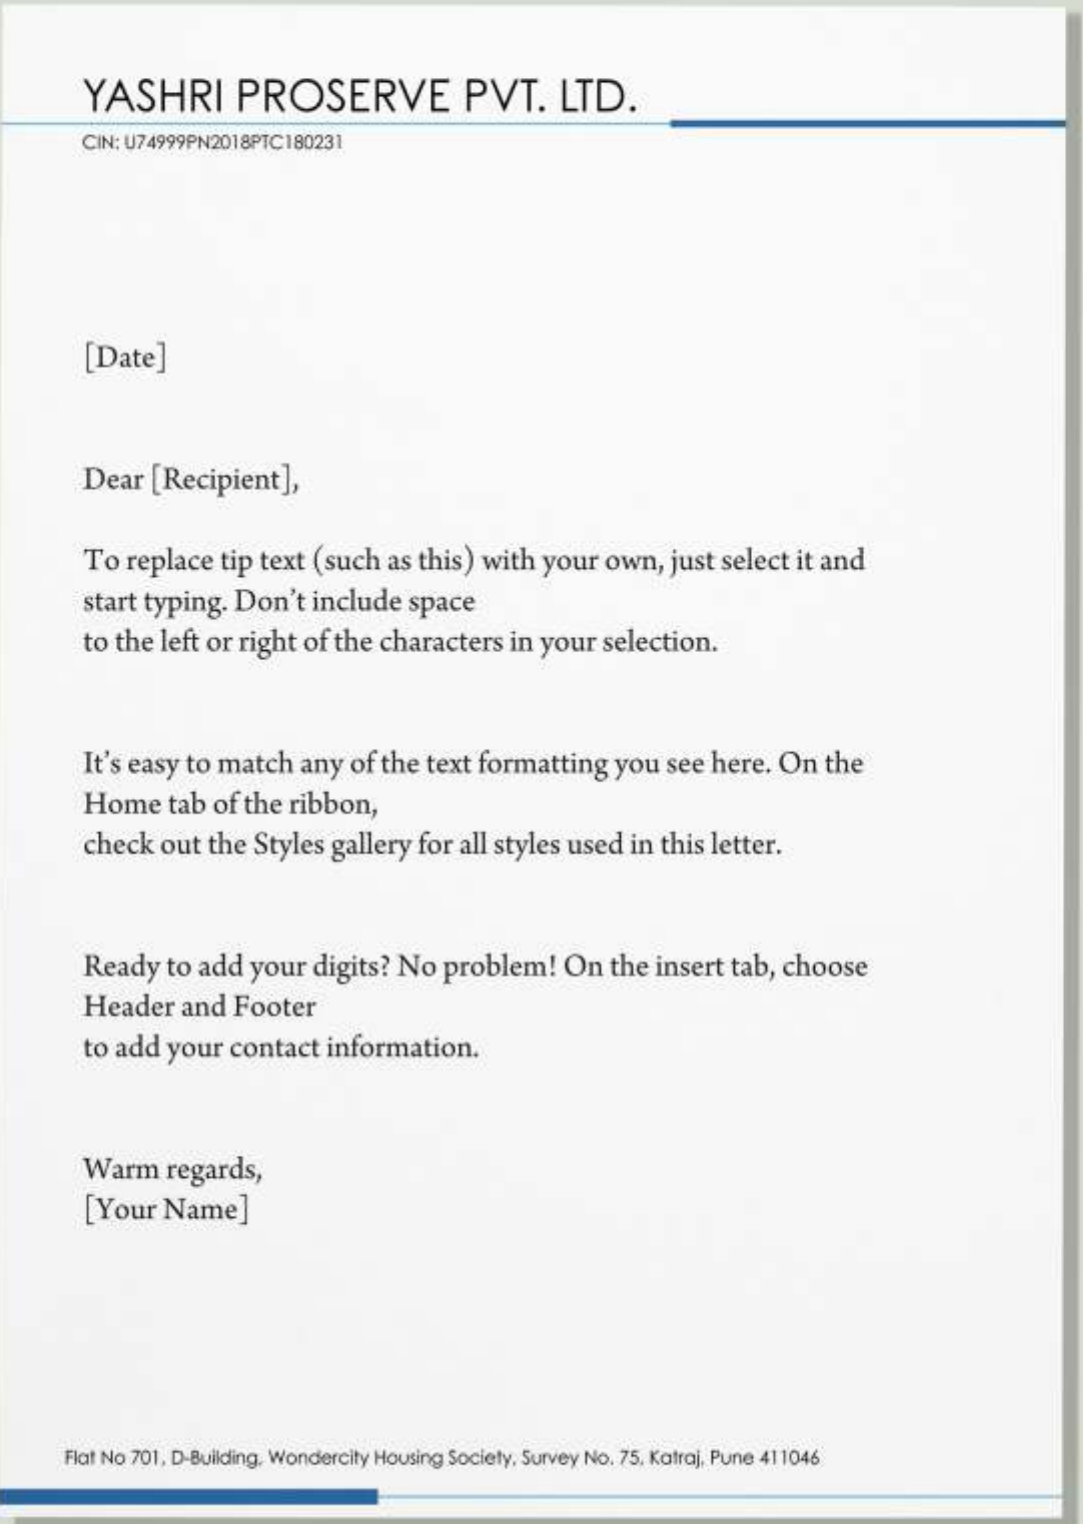 YASHRI PROSERVE PVT. LTD.
CIN: U74999PN2018PTC180231
[Date]
Dear [Recipient],
To replace tip text (such as this) with your own, just select it and
start typing. Don’t include space
to the left or right of the characters in your selection.
It’s easy to match any of the text formatting you see here. On the
Home tab of the ribbon,
check out the Styles gallery for all styles used in this letter.
Ready to add your digits? No problem! On the insert tab, choose
Header and Footer
to add your contact information.
Warm regards,
[Your Name]
Flat No 701, D-Building, Wondercity Housing Society, Survey No. 75, Katraj, Pune 411046